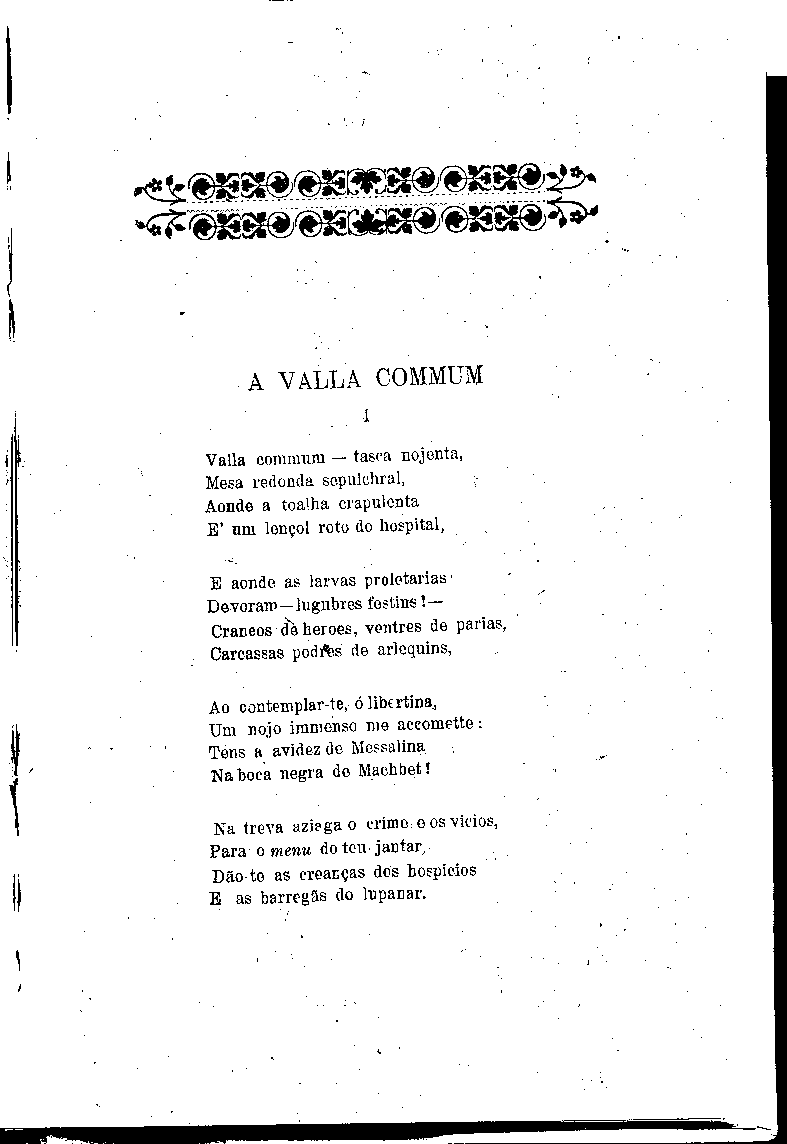 A VALLA COMMUM
I
Valla commum — tasca nojenta,
Mesa redonda sepulchral,
Aonde a toalha crapulenta
E' um lençol roto do hospital,
E aonde as larvas proletarias
Devoram—lugubres festins!—
Craneos de heroes, ventres de parias,
Carcassas podres de arlequins,
Ao contemplar-te, ó libertina,
Um nojo immenso me accomette:
Tens a avidez de Messalina
Na boca negra de Machbet!
Na treva aziaga o crime e os vicios,
Para o menu do teu jantar,
Dão-te as creanças dos hospicios
E as barregãs do lupanar.